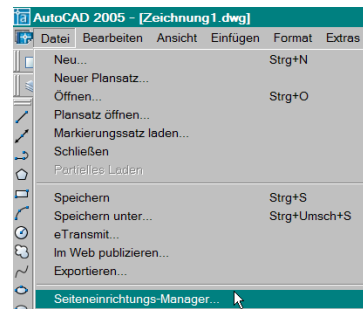 AutoCAD 2005 - [Zeichnung1.dwg]
Datei Bearbeiten Ansicht Einfügen Format Extras
Neu... Strg+N
Neuer Plansatz...
Öffnen... Strg+O
Plansatz öffnen...
Markierungssatz laden...
Schließen
Partielles Laden
Speichern Strg+S
Speichern unter... Strg+Umsch+S
eTransmit...
Im Web publizieren...
Exportieren...
Seiteneinrichtungs-Manager...